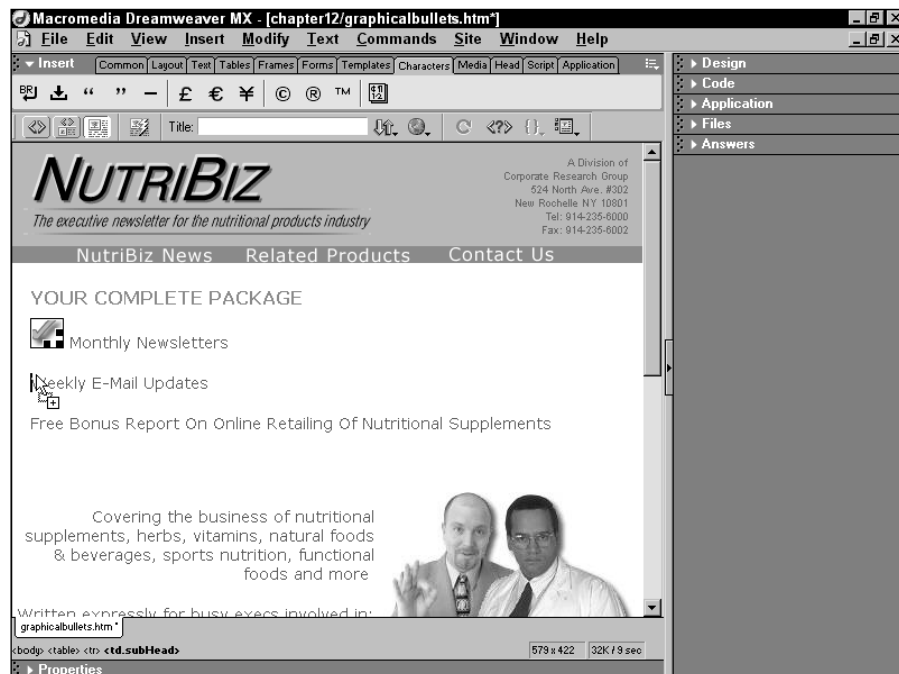 Macromedia Dreamweaver MX - [chapter12/graphicalbullets.htm*]
File Edit View Insert Modify Text Commands Site Window Help
Insert Common Layout Text Tables Frames Forms Templates Characters Media Head Script Application
BR “ ” — £ € ¥ © ® TM
Title:
Design
Code
Application
Files
Answers
NUTRIBIZ
The executive newsletter for the nutritional products industry
A Division of
Corporate Research Group
524 North Ave. #302
New Rochelle NY 10801
Tel: 914-235-6000
Fax: 914-235-6002
NutriBiz News Related Products Contact Us
YOUR COMPLETE PACKAGE
Monthly Newsletters
Weekly E-Mail Updates
Free Bonus Report On Online Retailing Of Nutritional Supplements
Covering the business of nutritional
supplements, herbs, vitamins, natural foods
& beverages, sports nutrition, functional
foods and more
Written expressly for busy execs involved in:
graphicalbullets.htm*
<body> <table> <tr> <td.subHead> 579 x 422 32K / 9 sec
Properties